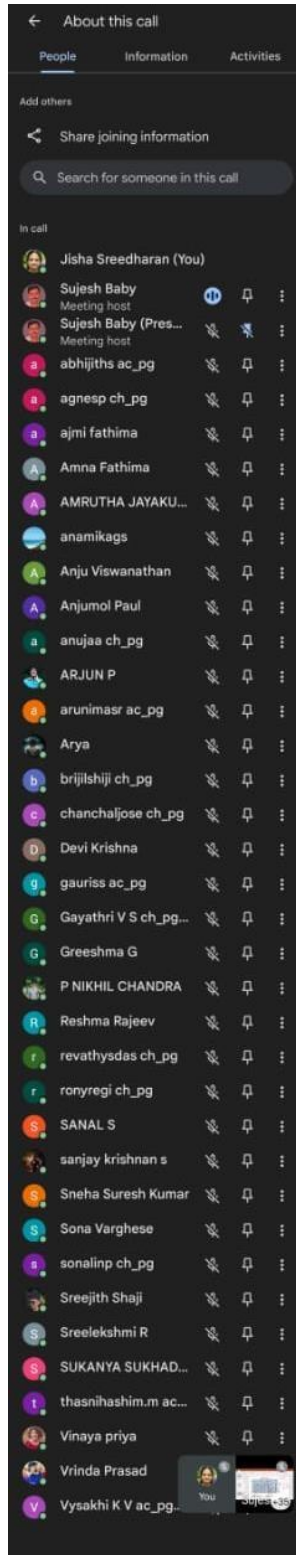 About this call
People Information Activities
Add others
Share joining information
Search for someone in this call
In call
Jisha Sreedharan (You)
Sujesh Baby
Meeting host
Sujesh Baby (Pres...
Meeting host
a abhijiths ac_pg
a agnesp ch_pg
a ajmi fathima
A Amna Fathima
A AMRUTHA JAYAKU...
anamikags
A Anju Viswanathan
A Anjumol Paul
a anujaa ch_pg
ARJUN P
a arunimasr ac_pg
Arya
b brijilshiji ch_pg
c chanchaljose ch_pg
D Devi Krishna
g gauriss ac_pg
G Gayathri V S ch_pg...
G Greeshma G
P NIKHIL CHANDRA
R Reshma Rajeev
r revathysdas ch_pg
r ronyregi ch_pg
S SANAL S
sanjay krishnan s
S Sneha Suresh Kumar
S Sona Varghese
s sonalinp ch_pg
Sreejith Shaji
S Sreelekshmi R
S SUKANYA SUKHAD...
t thasnihashim.m ac...
Vinaya priya
Vrinda Prasad
V Vysakhi K V ac_pg..
You
+35